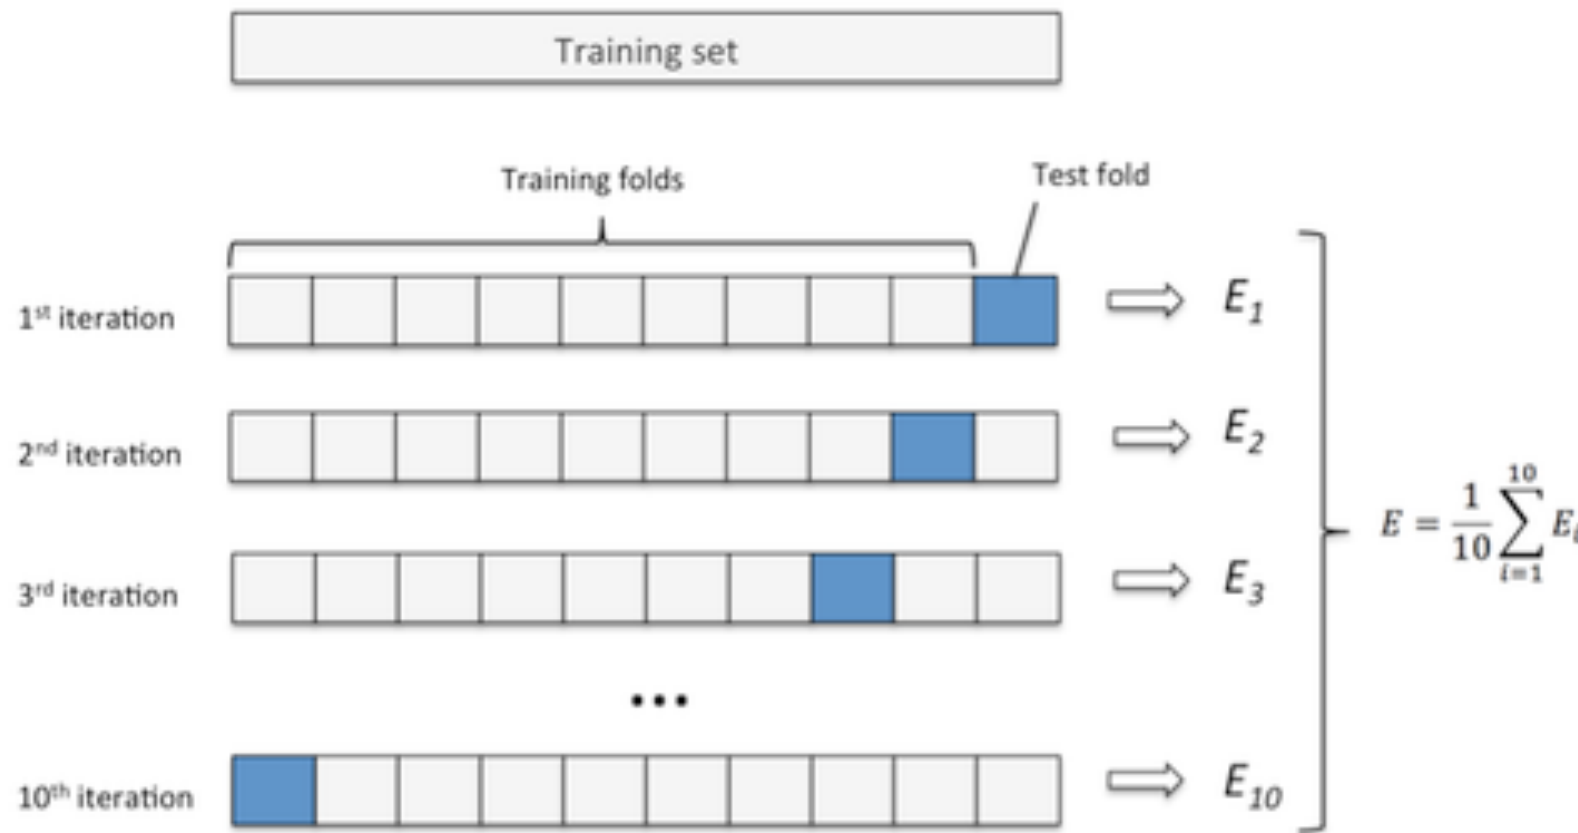 Training set
Training folds
Test fold
1st iteration
E1
2nd iteration
E2
E = 1/10 ∑ i=1 10 Ei
3rd iteration
E3
...
10th iteration
E10